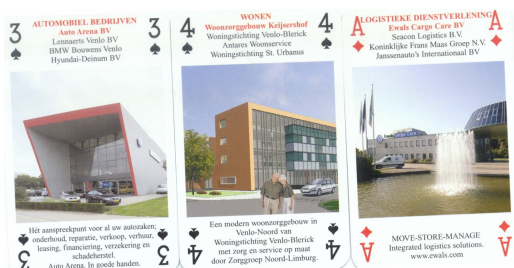 3
3
AUTOMOBIEL BEDRIJVEN
Auto Arena BV
Lennaerts Venlo BV
BMW Bouwens Venlo
Hyundai-Deinum BV
Hét aanspreekpunt voor al uw autozaken;
onderhoud, reparatie, verkoop, verhuur,
leasing, financiering, verzekering en
schadeherstel.
Auto Arena. In goede handen.
3
3
4
4
WONEN
Woonzorggebouw Keijsershof
Woningstichting Venlo-Blerick
Antares Woonservice
Woningstichting St. Urbanus
Een modern woonzorggebouw in
Venlo-Noord van
Woningstichting Venlo-Blerick
met zorg en service op maat
door Zorggroep Noord-Limburg.
4
4
A
A
LOGISTIEKE DIENSTVERLENING
Ewals Cargo Care BV
Seacon Logistics B.V.
Koninklijke Frans Maas Groep N.V.
Janssenauto's Internationaal BV
MOVE-STORE-MANAGE
Integrated logistics solutions.
www.ewals.com
A
A